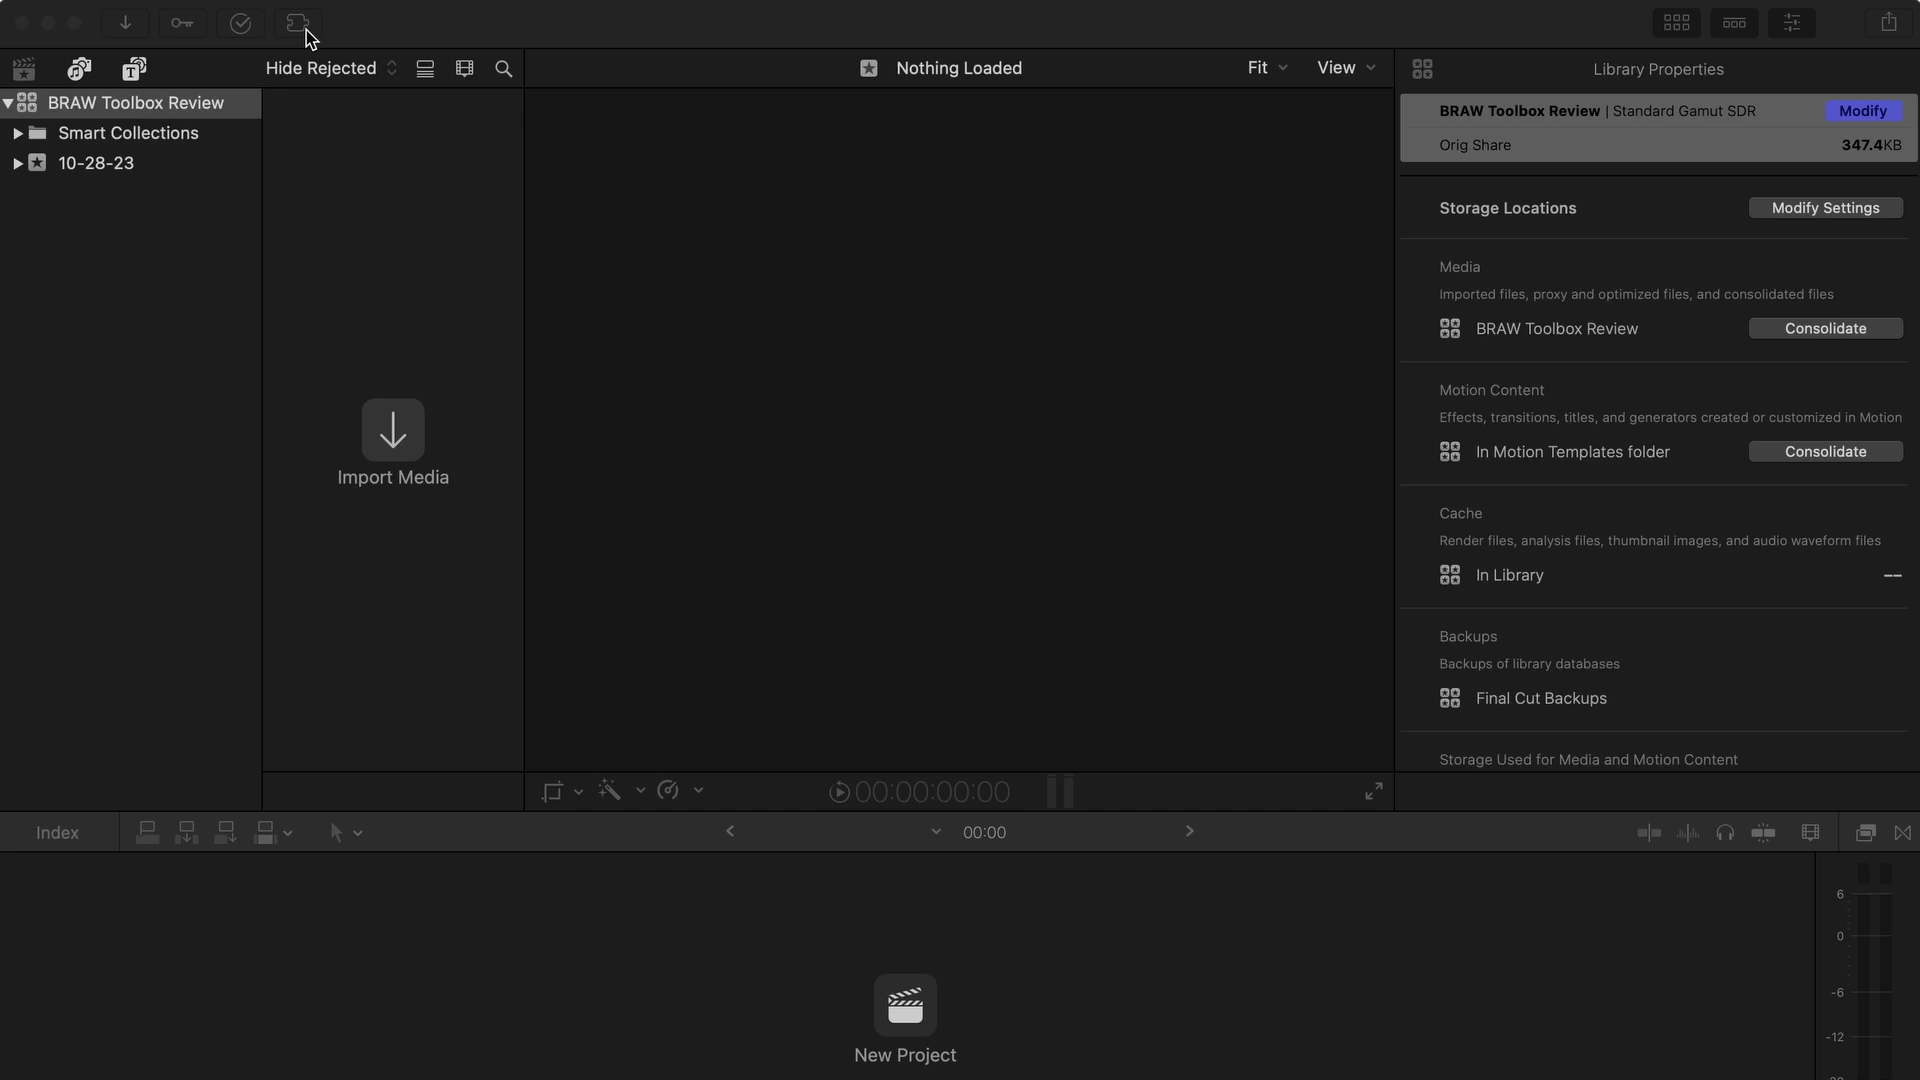 Hide Rejected
Nothing Loaded
Fit
View
Library Properties
BRAW Toolbox Review
Smart Collections
10-28-23
Import Media
BRAW Toolbox Review | Standard Gamut SDR
Modify
Orig Share
347.4KB
Storage Locations
Modify Settings
Media
Imported files, proxy and optimized files, and consolidated files
BRAW Toolbox Review
Consolidate
Motion Content
Effects, transitions, titles, and generators created or customized in Motion
In Motion Templates folder
Consolidate
Cache
Render files, analysis files, thumbnail images, and audio waveform files
In Library
--
Backups
Backups of library databases
Final Cut Backups
Storage Used for Media and Motion Content
00:00:00:00
Index
00:00
6
0
-6
-12
New Project